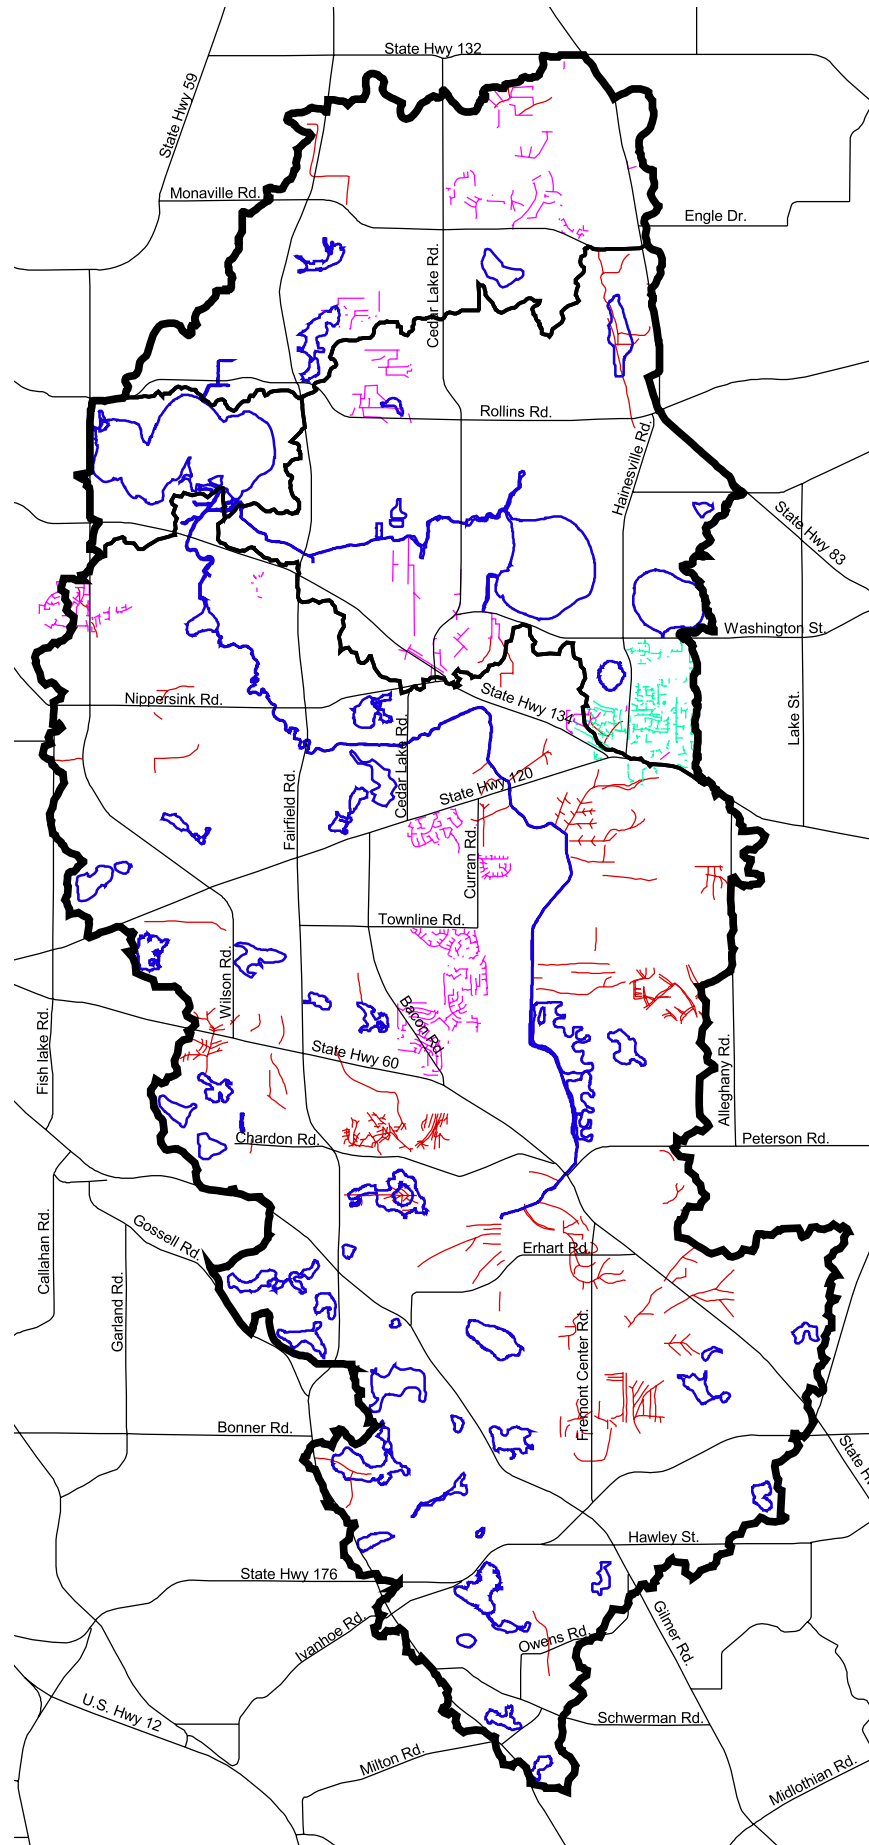 State Hwy 132
State Hwy 59
Monaville Rd.
Engle Dr.
Cedar Lake Rd.
Rollins Rd.
Hainesville Rd.
State Hwy 83
Washington St.
Nippersink Rd.
State Hwy 134
Lake St.
Cedar Lake Rd.
Fairfield Rd.
State Hwy 120
Curran Rd.
Townline Rd.
Wilson Rd.
Bacon Rd.
Fish lake Rd.
State Hwy 60
Alleghany Rd.
Chardon Rd.
Peterson Rd.
Callahan Rd.
Gossell Rd.
Erhart Rd.
Garland Rd.
Fremont Center Rd.
Bonner Rd.
State H
Hawley St.
State Hwy 176
Ivanhoe Rd.
Owens Rd.
Gilmer Rd.
U.S. Hwy 12
Schwerman Rd.
Milton Rd.
Midlothian Rd.